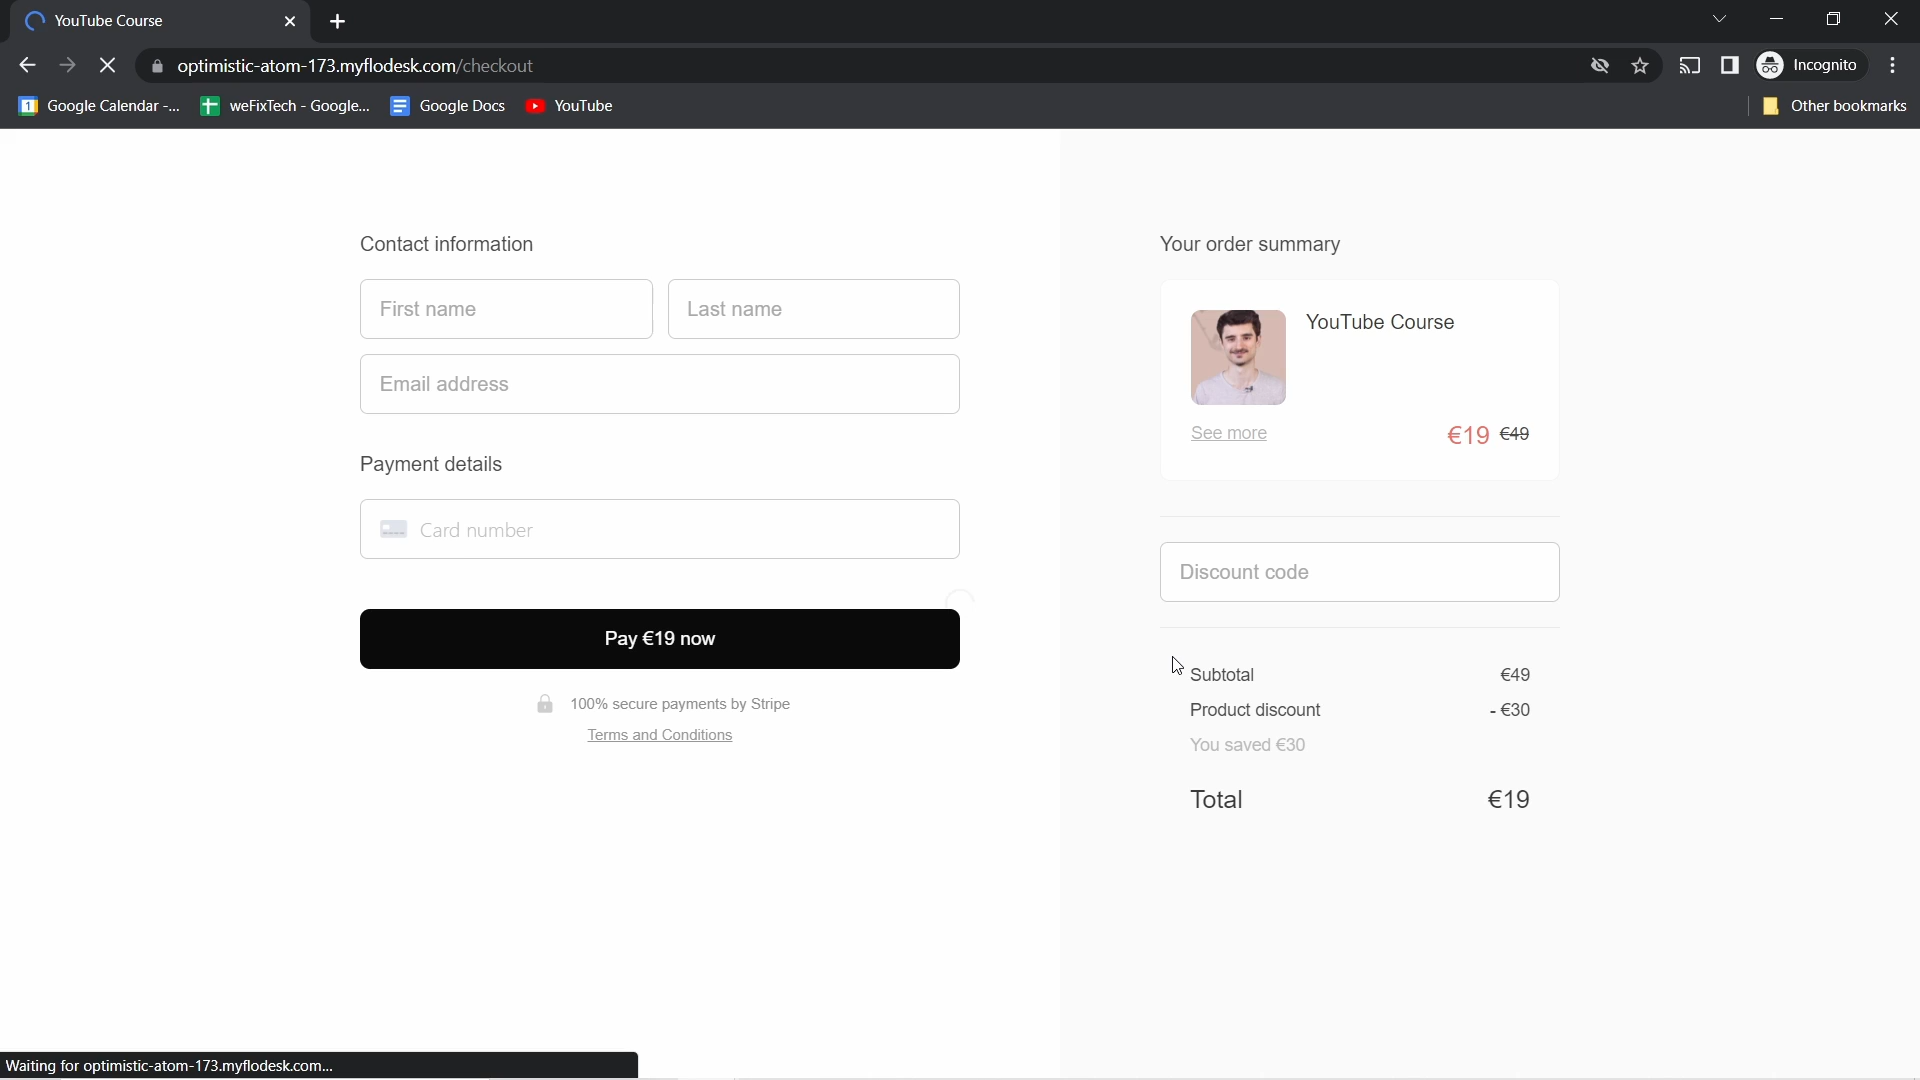 YouTube Course
optimistic-atom-173.myflodesk.com/checkout
Incognito
Google Calendar -...
weFixTech - Google...
Google Docs
YouTube
Other bookmarks
Contact information
First name
Last name
Email address
Payment details
Card number
Pay €19 now
100% secure payments by Stripe
Terms and Conditions
Your order summary
YouTube Course
See more
€19 €49
Discount code
Subtotal €49
Product discount - €30
You saved €30
Total €19
Waiting for optimistic-atom-173.myflodesk.com...